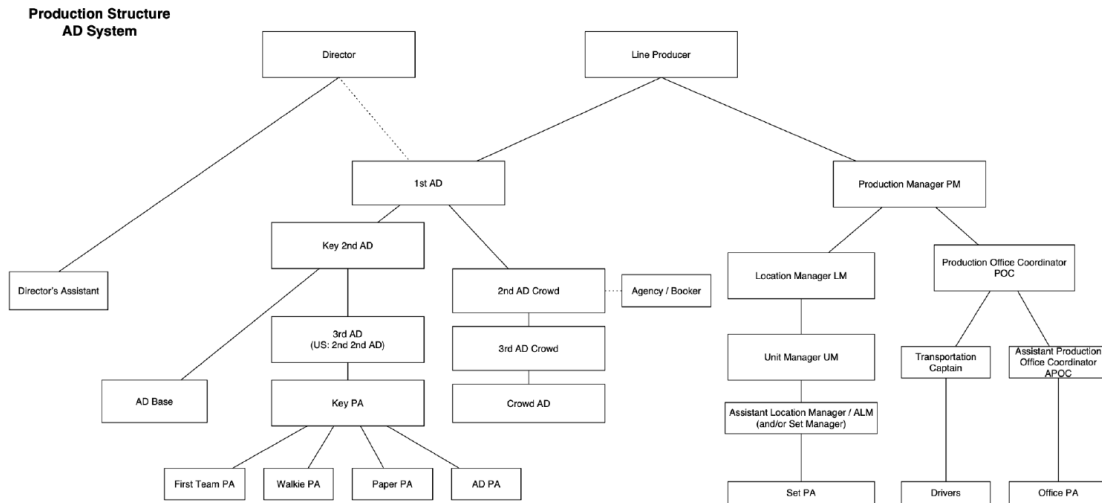 Production Structure
AD System
Director
Line Producer
1st AD
Production Manager PM
Key 2nd AD
Production Office Coordinator
POC
Director's Assistant
Location Manager LM
2nd AD Crowd
Agency / Booker
3rd AD
(US: 2nd 2nd AD)
3rd AD Crowd
Unit Manager UM
Transportation
Captain
Assistant Production
Office Coordinator
APOC
AD Base
Key PA
Crowd AD
Assistant Location Manager / ALM
(and/or Set Manager)
First Team PA
Walkie PA
Paper PA
AD PA
Set PA
Drivers
Office PA